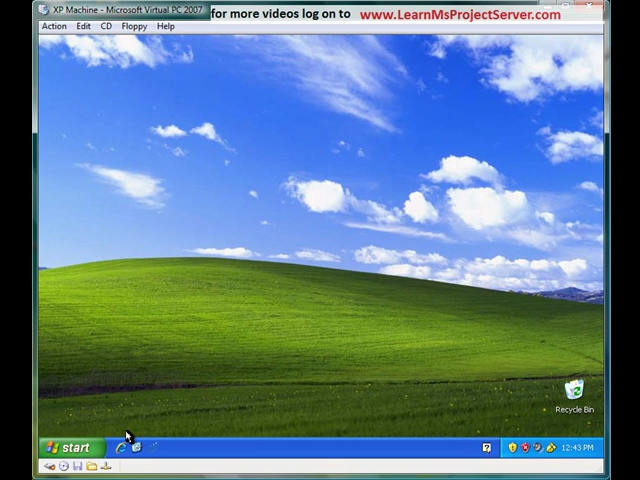 XP Machine - Microsoft Virtual PC 2007
for more videos log on to www.LearnMsProjectServer.com
Action Edit CD Floppy Help
Recycle Bin
start
12:43 PM